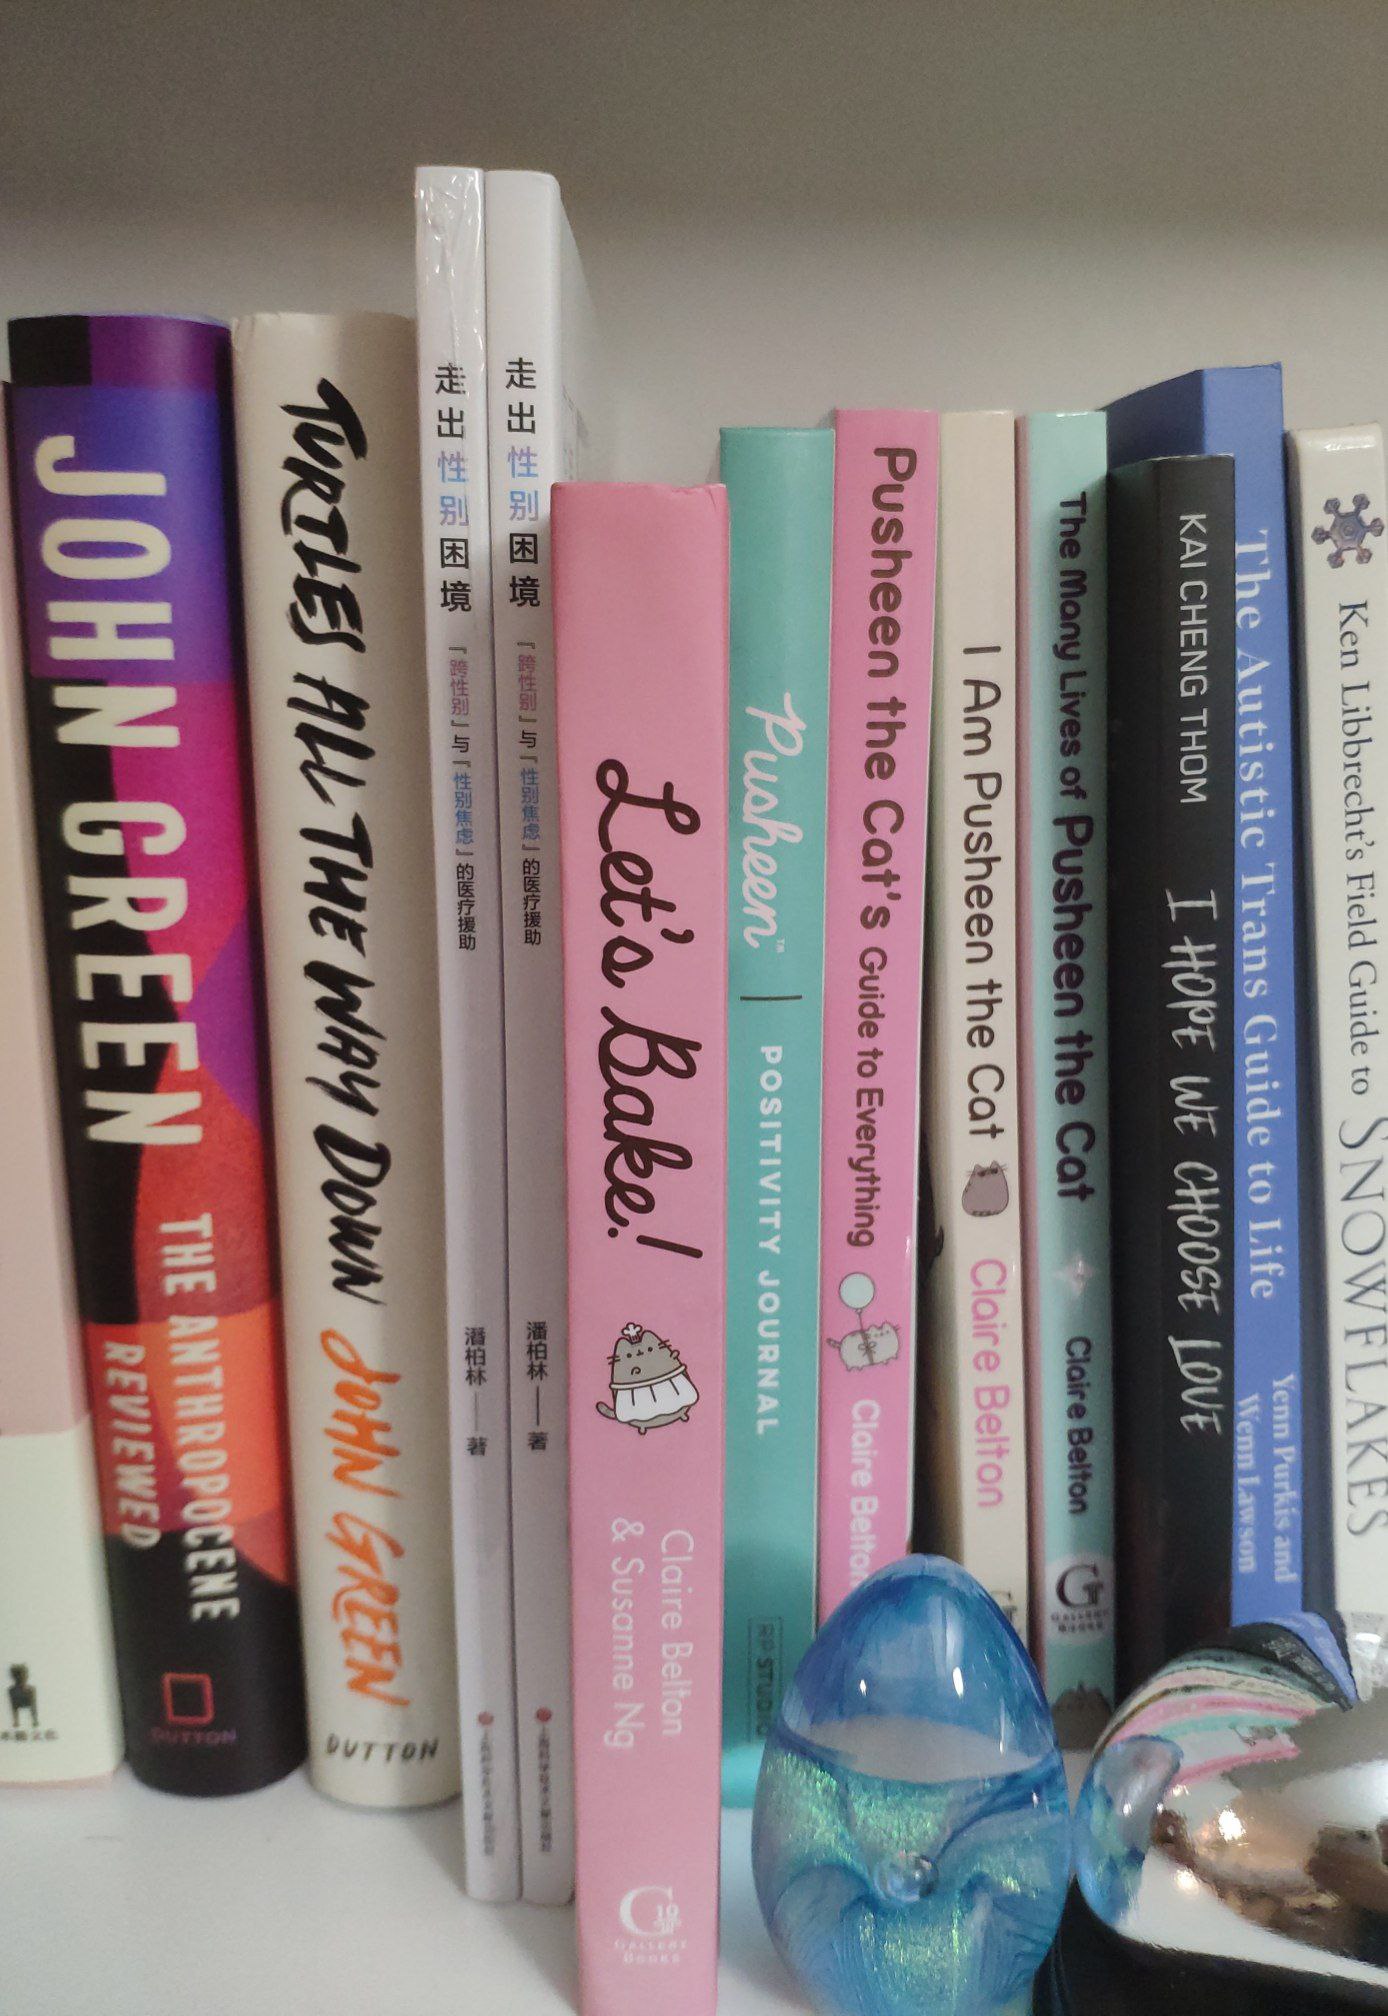 JOHN GREEN
THE ANTHROPOCENE
REVIEWED
DUTTON
TURTLES ALL THE WAY DOWN
JOHN GREEN
DUTTON
走出性别困境
「跨性别」与「性别焦虑」的医疗援助
潘柏林——著
走出性别困境
「跨性别」与「性别焦虑」的医疗援助
潘柏林——著
Let's Bake!
Claire Belton
& Susanne Ng
G
GALLERY
BOOKS
Pusheen™ | POSITIVITY JOURNAL
RP STUDIO
Pusheen the Cat's Guide to Everything
Claire Belton
I Am Pusheen the Cat
Claire Belton
The Many Lives of Pusheen the Cat
Claire Belton
G
GALLERY
BOOKS
KAI CHENG THOM
I HOPE WE CHOOSE LOVE
The Autistic Trans Guide to Life
Yenn Purkis and
Wenn Lawson
Ken Libbrecht's Field Guide to SNOWFLAKES